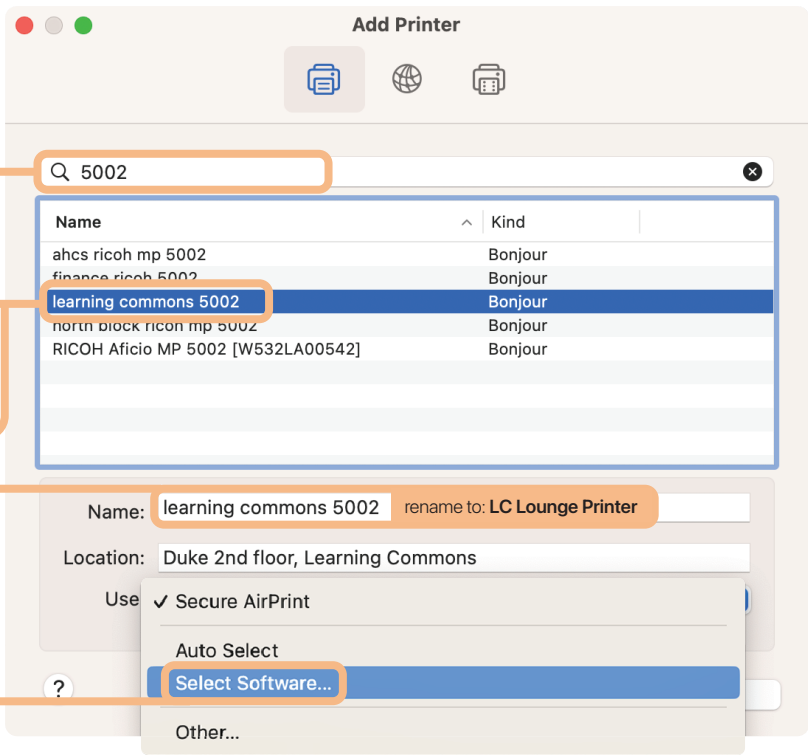 Add Printer
5002
Name Kind
ahcs ricoh mp 5002 Bonjour
finance ricoh 5002 Bonjour
learning commons 5002 Bonjour
north block ricoh mp 5002 Bonjour
RICOH Aficio MP 5002 [W532LA00542] Bonjour
Name: learning commons 5002 rename to: LC Lounge Printer
Location: Duke 2nd floor, Learning Commons
Use ✓ Secure AirPrint
Auto Select
Select Software...
?
Other...